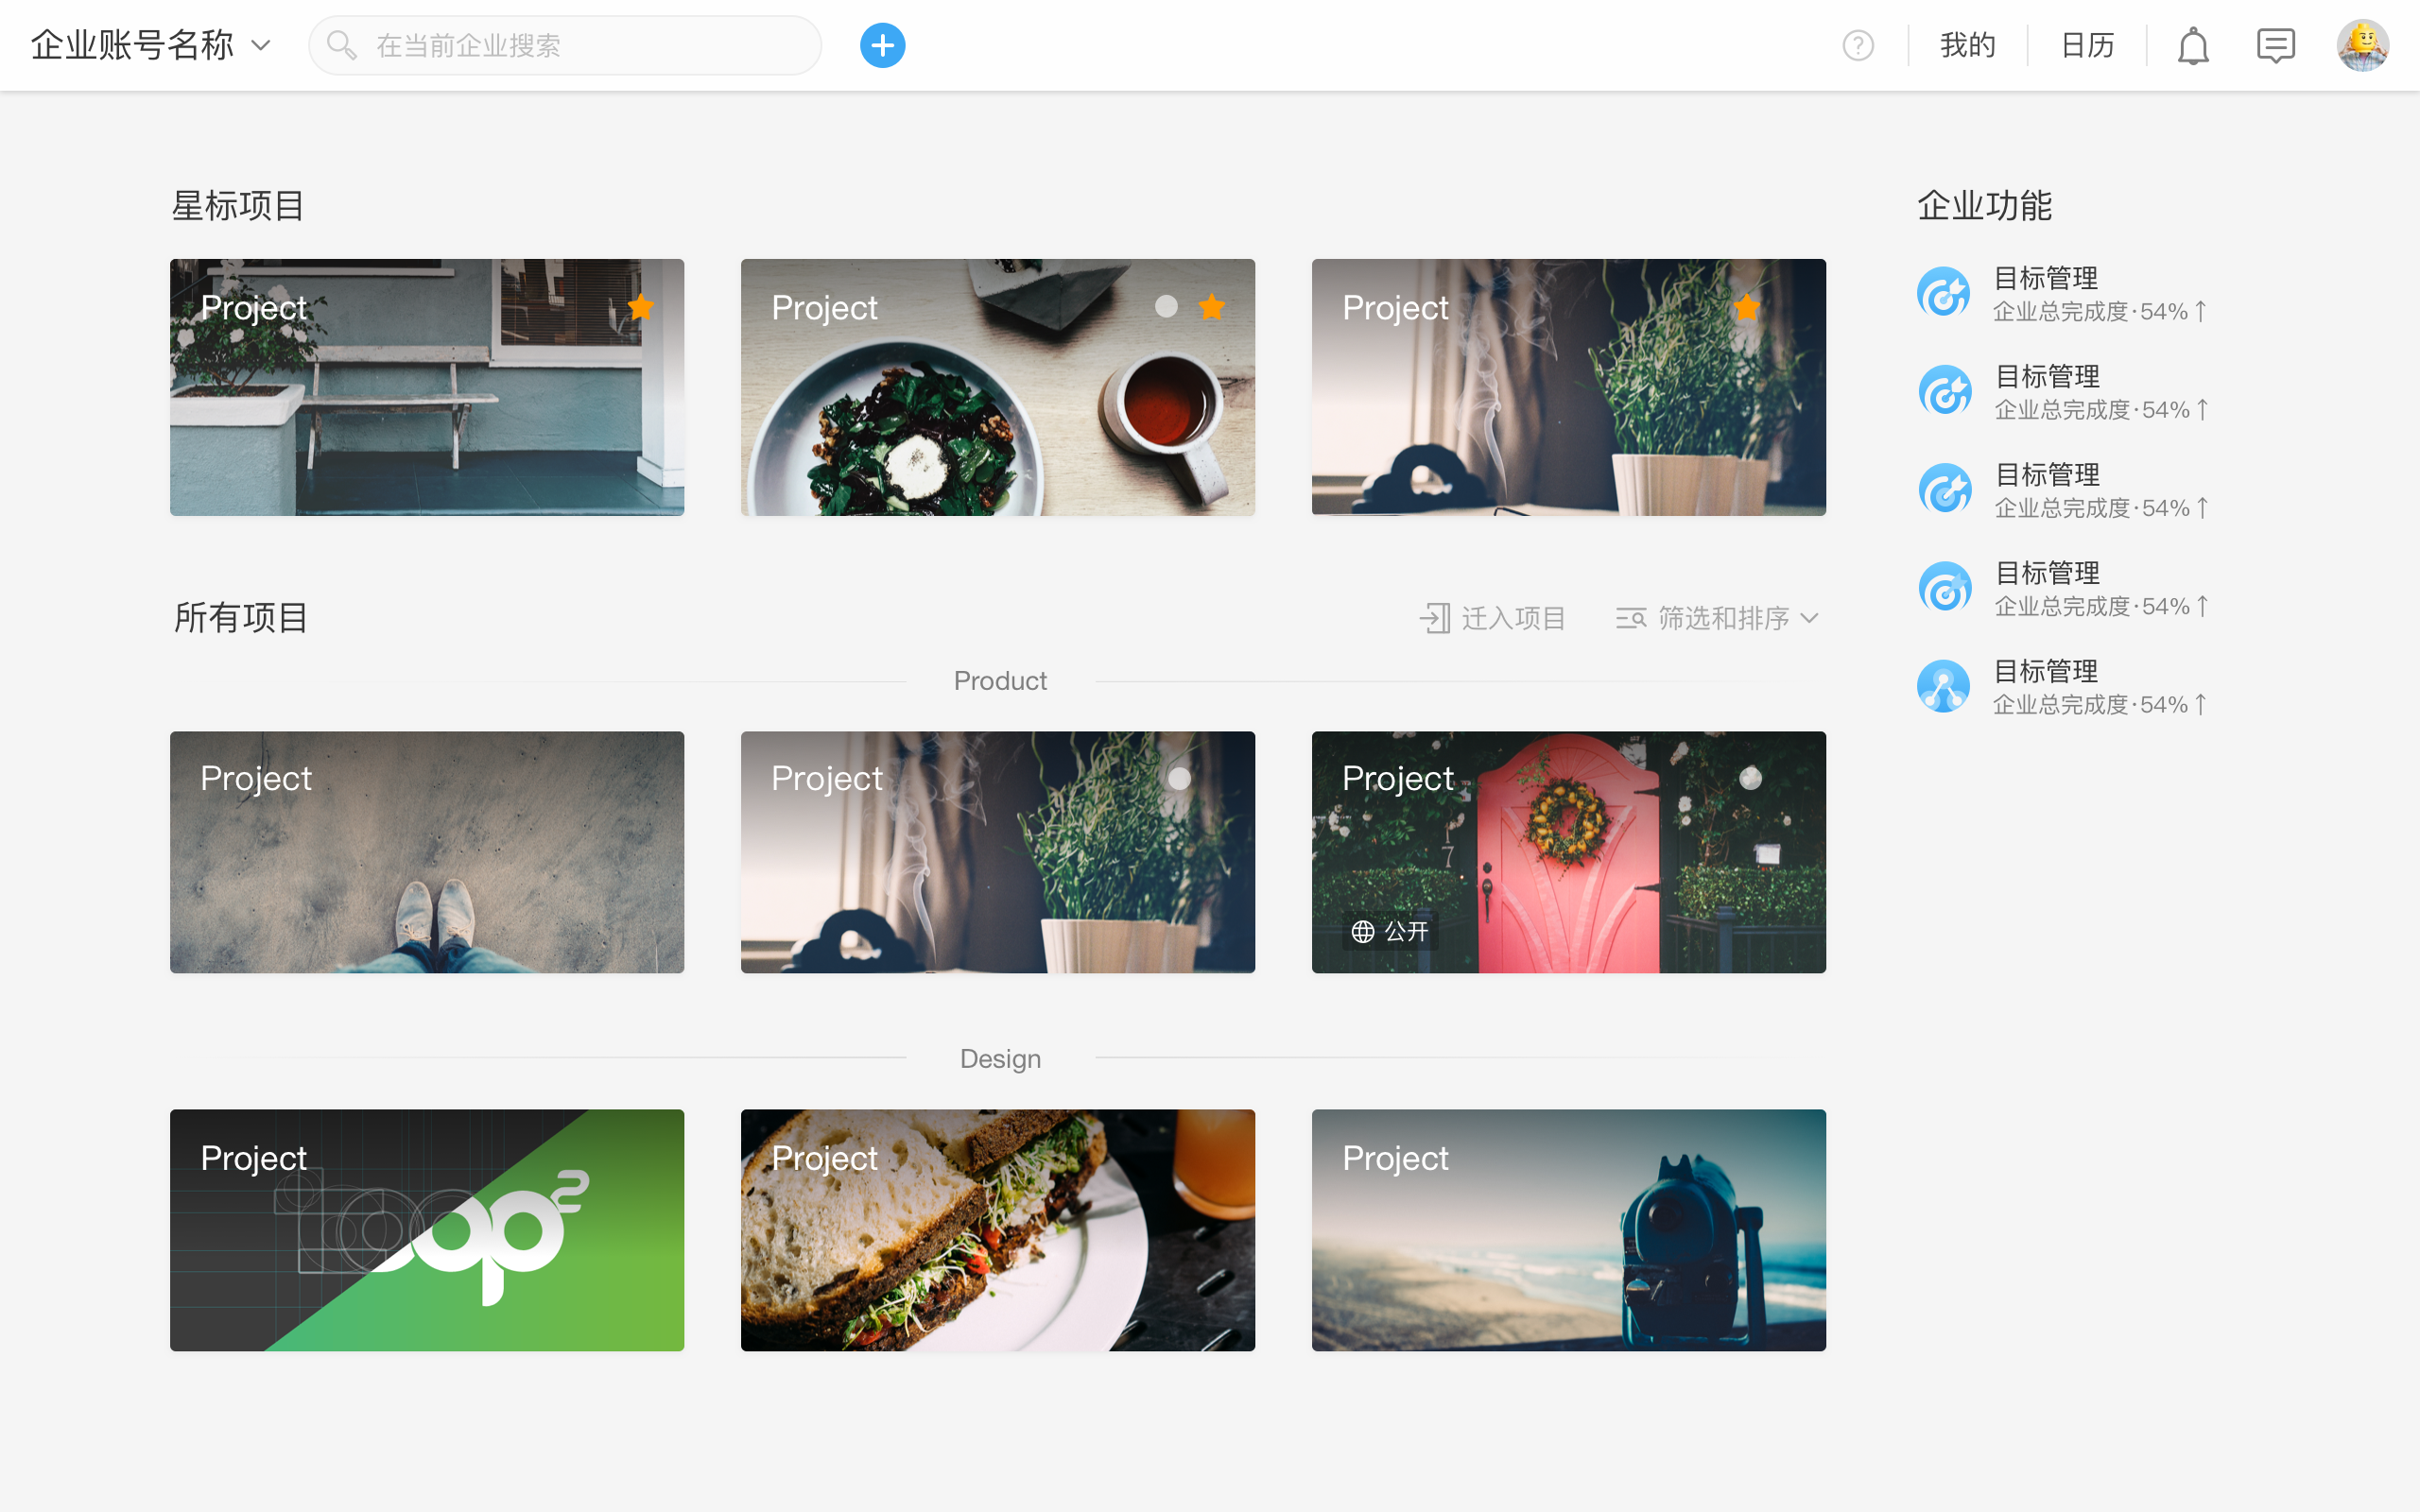 企业账号名称
在当前企业搜索
我的
日历
星标项目
企业功能
Project
Project
Project
目标管理
企业总完成度·54%↑
目标管理
企业总完成度·54%↑
目标管理
企业总完成度·54%↑
目标管理
企业总完成度·54%↑
目标管理
企业总完成度·54%↑
所有项目
迁入项目
筛选和排序
Product
Project
Project
Project
17
公开
Design
Project
Project
Project